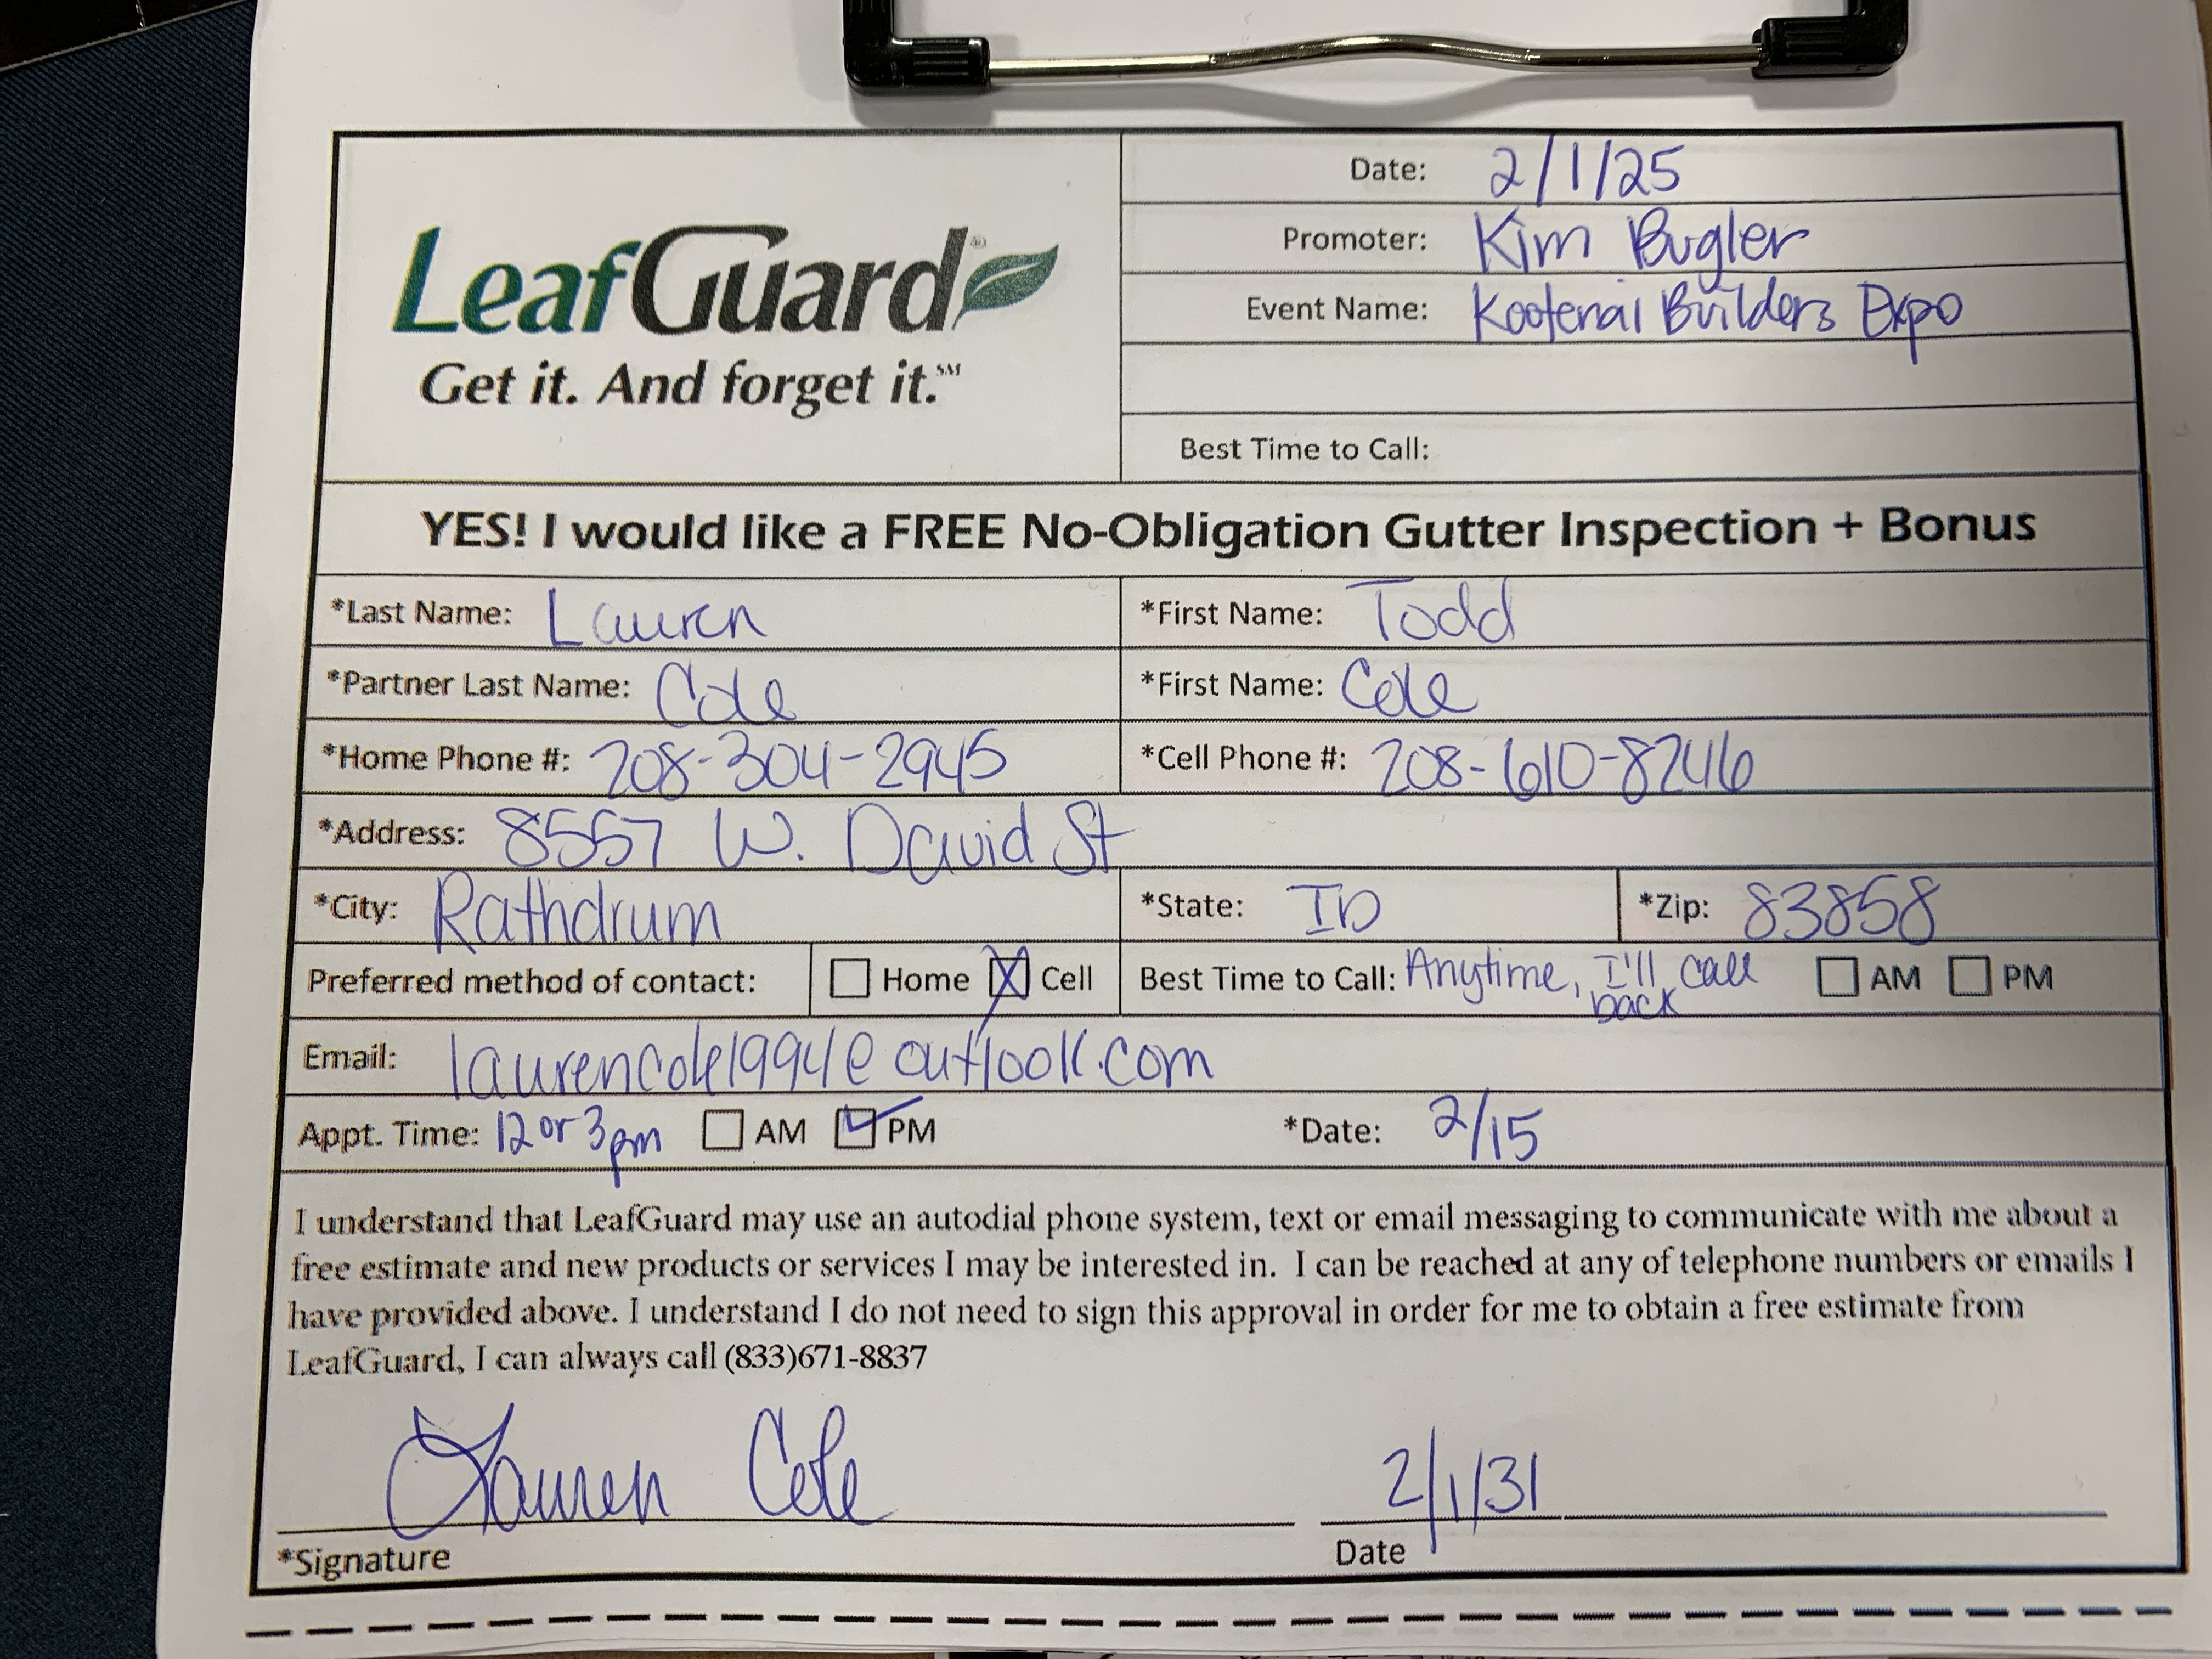 LeafGuard®
Get it. And forget it.℠
Date: 2/1/25
Promoter: Kim Bugler
Event Name: Kootenai Builders Expo
Best Time to Call:
YES! I would like a FREE No-Obligation Gutter Inspection + Bonus
*Last Name: Lauren *First Name: Todd
*Partner Last Name: Cole *First Name: Cole
*Home Phone #: 208-304-2945 *Cell Phone #: 208-610-8246
*Address: 8557 W. David St
*City: Rathdrum *State: ID *Zip: 83858
Preferred method of contact: ☐ Home ☒ Cell Best Time to Call: Anytime, I'll call back ☐ AM ☐ PM
Email: laurencole1994@outlook.com
Appt. Time: 12 or 3pm ☐ AM ☑ PM *Date: 2/15
I understand that LeafGuard may use an autodial phone system, text or email messaging to communicate with me about a
free estimate and new products or services I may be interested in. I can be reached at any of telephone numbers or emails I
have provided above. I understand I do not need to sign this approval in order for me to obtain a free estimate from
LeafGuard, I can always call (833)671-8837
Lauren Cole 2/1/31
*Signature Date